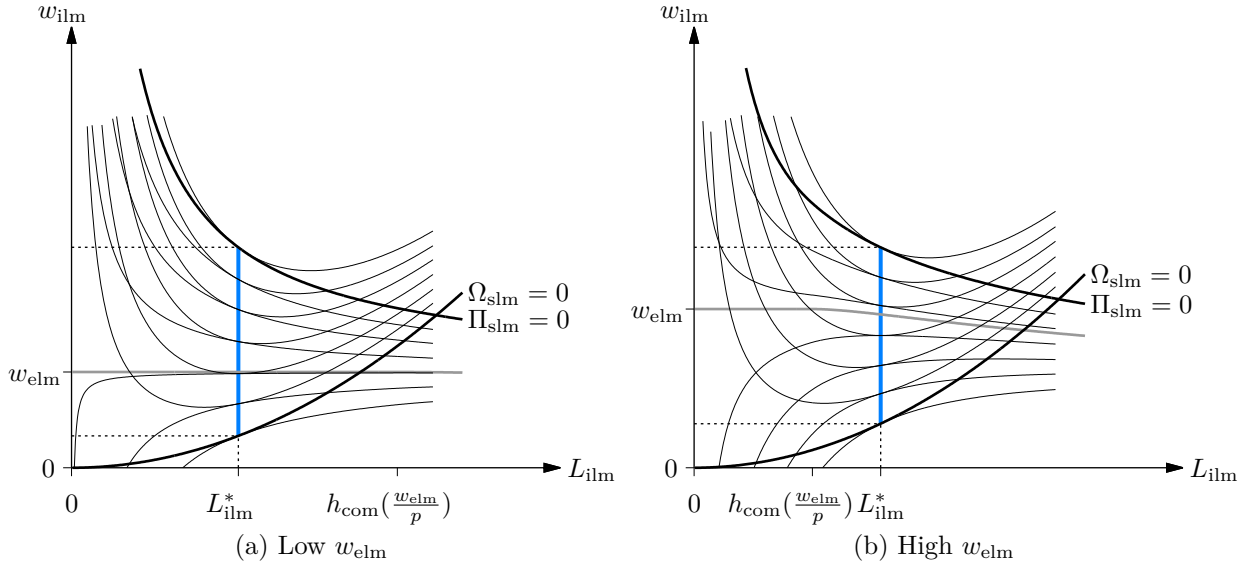 w_ilm
Ω_slm = 0
Π_slm = 0
w_elm
0
L_ilm
0
L*_ilm
h_com(w_elm/p)
(a) Low w_elm
w_ilm
Ω_slm = 0
Π_slm = 0
w_elm
0
L_ilm
0
h_com(w_elm/p)
L*_ilm
(b) High w_elm